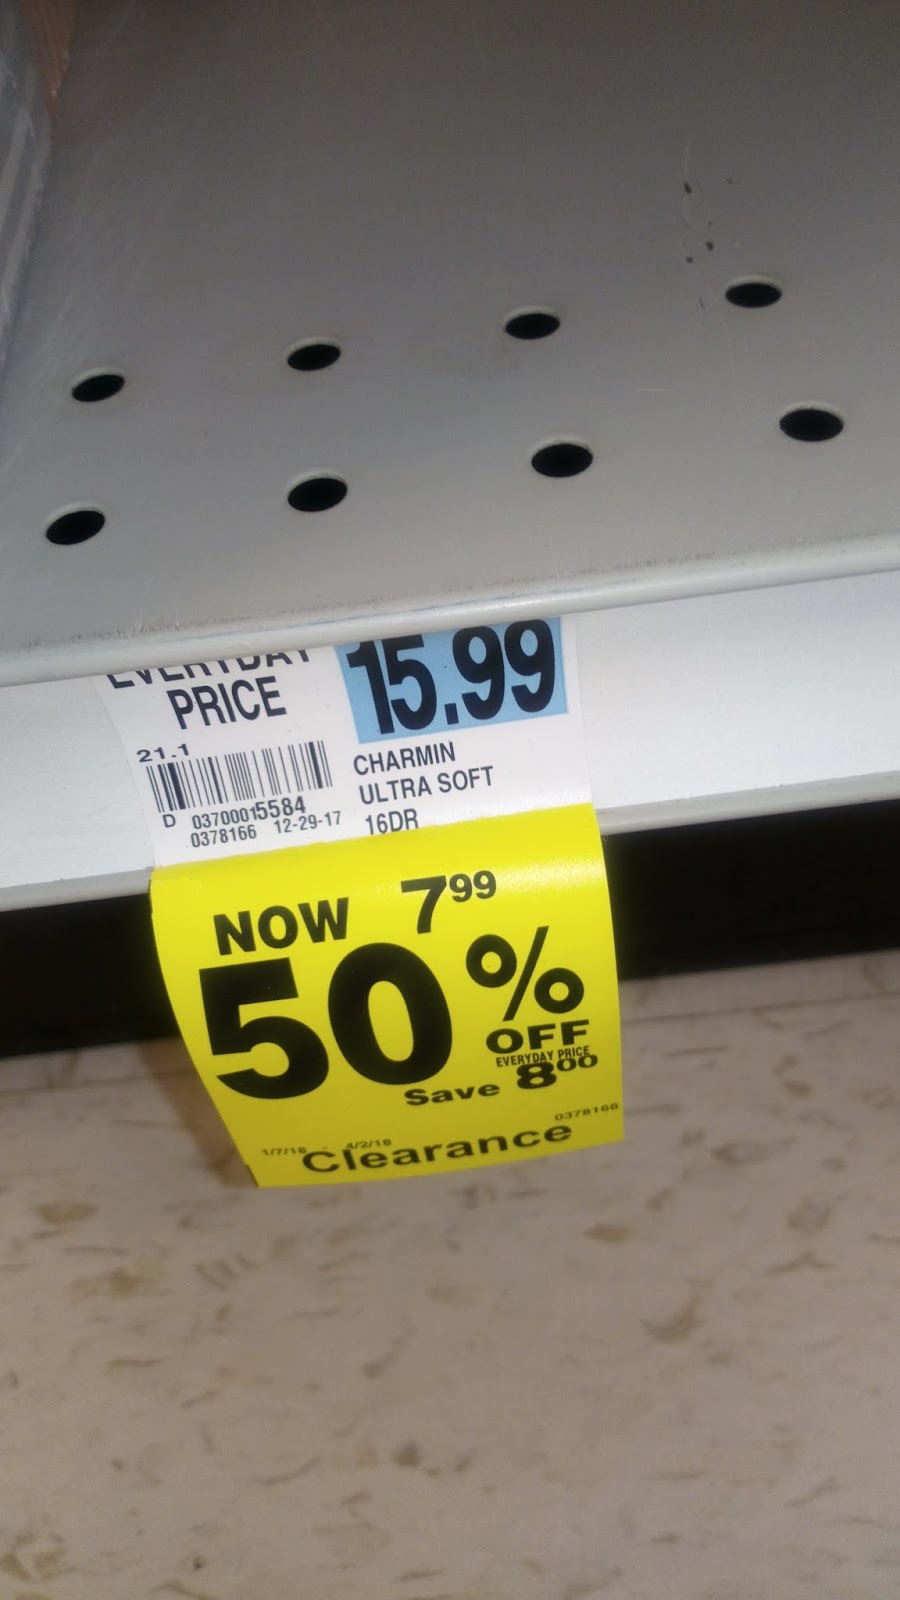 EVERYDAY
PRICE
15.99
21.1
D 03700015584
0378166 12-29-17
CHARMIN
ULTRA SOFT
16DR
NOW 7.99
50%
OFF
EVERYDAY PRICE
Save 8.00
0378166
1/7/18 - 4/2/18
Clearance